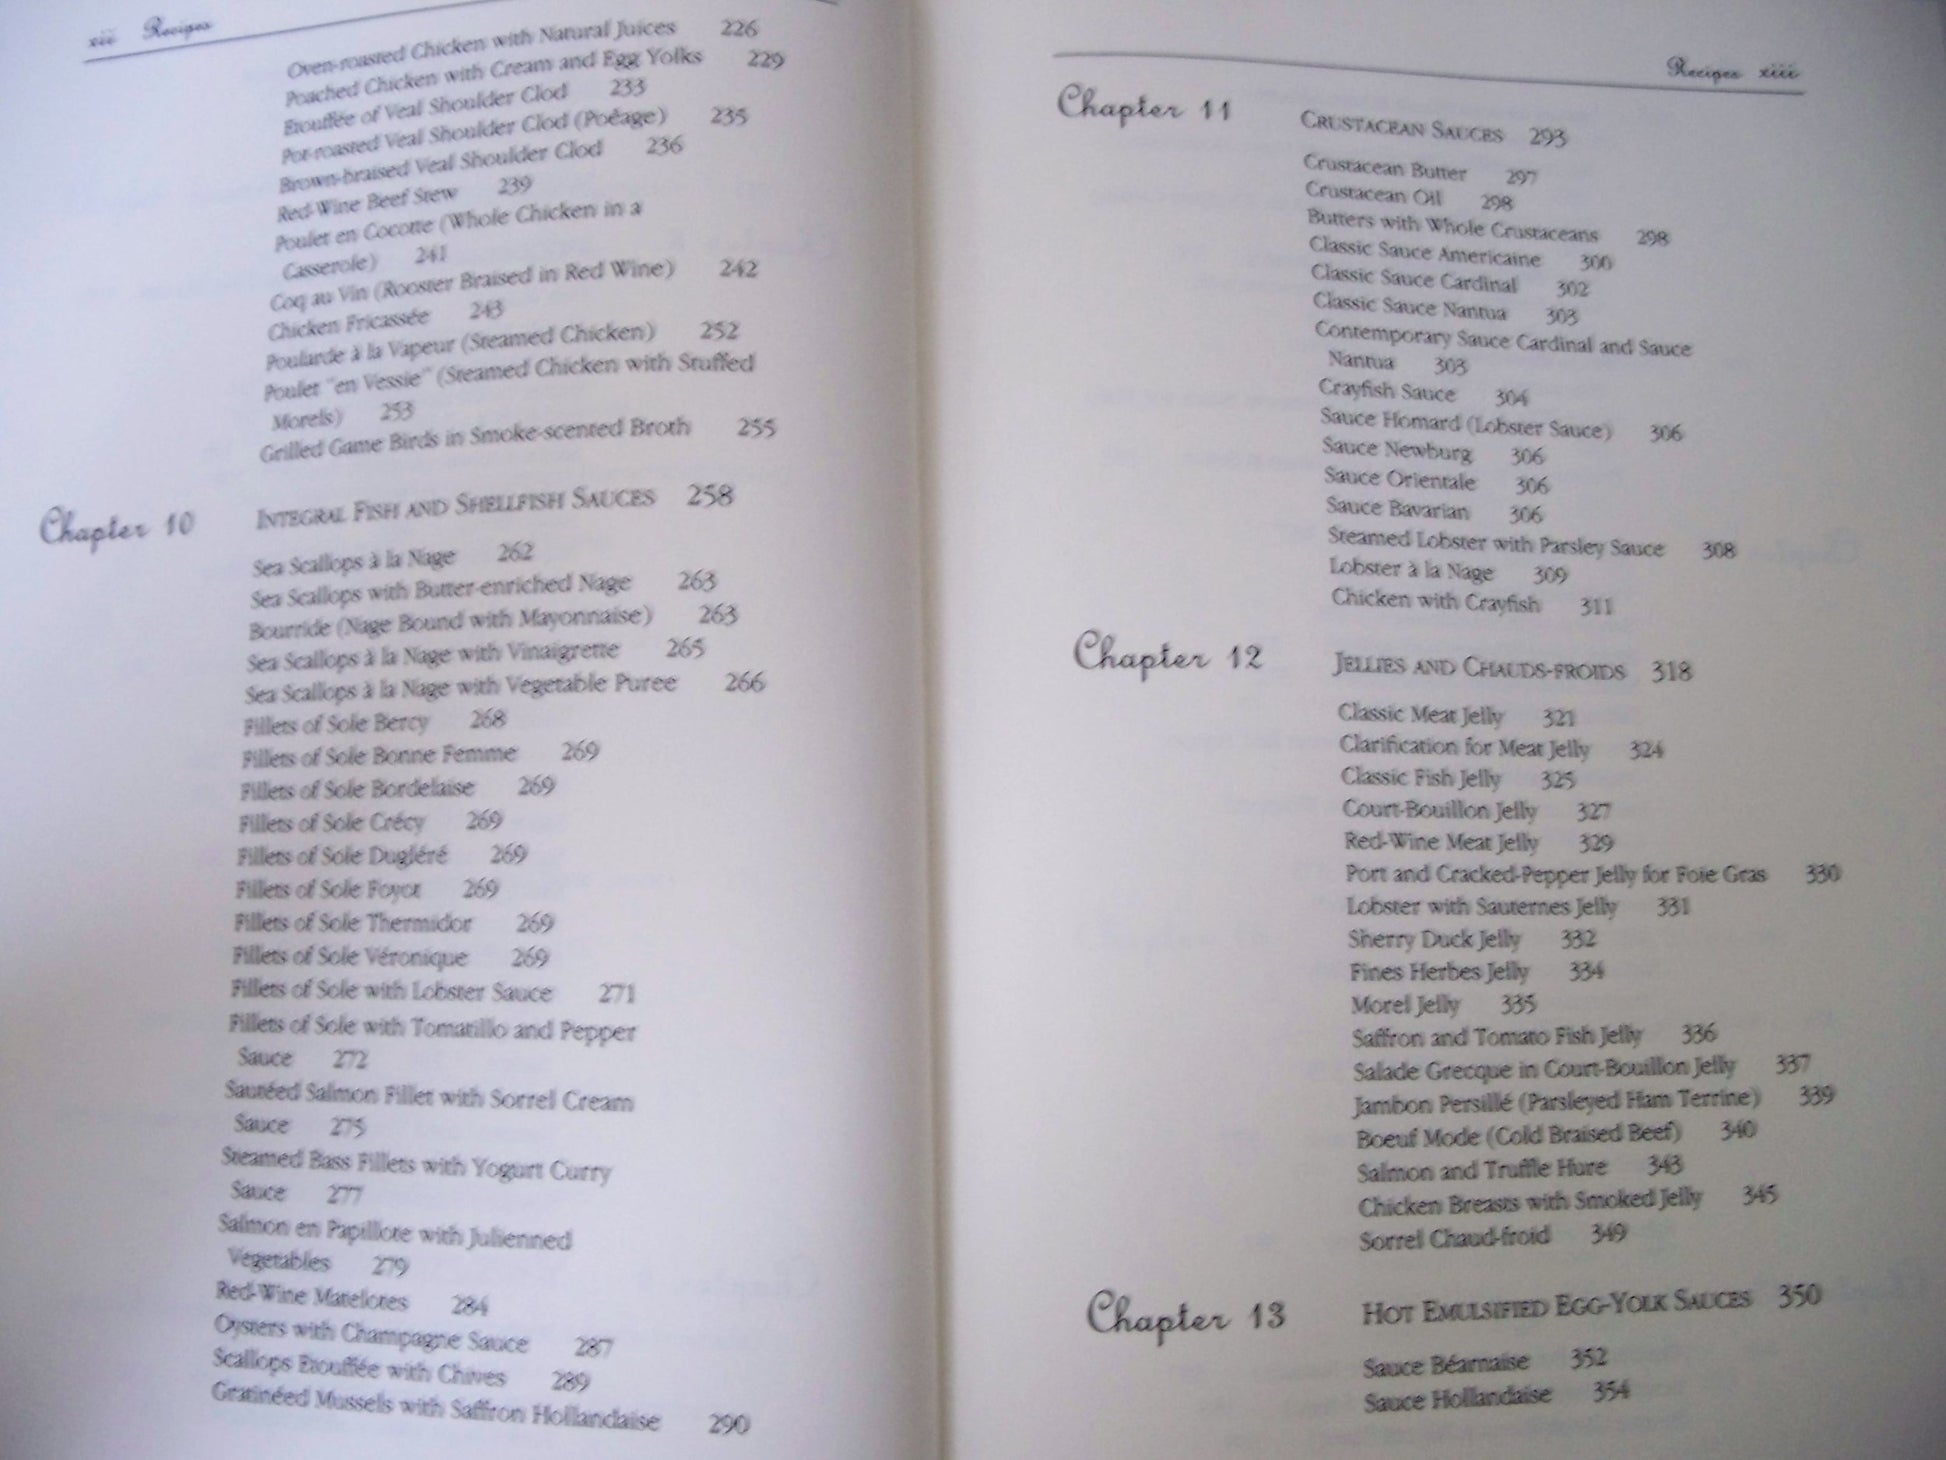 xii Recipes
Oven-roasted Chicken with Natural Juices 226
Poached Chicken with Cream and Egg Yolks 229
Etouffée of Veal Shoulder Clod 233
Pot-roasted Veal Shoulder Clod (Poêage) 235
Brown-braised Veal Shoulder Clod 236
Red-Wine Beef Stew 239
Poulet en Cocotte (Whole Chicken in a
Casserole) 241
Coq au Vin (Rooster Braised in Red Wine) 242
Chicken Fricassée 243
Poularde à la Vapeur (Steamed Chicken) 252
Poulet "en Vessie" (Steamed Chicken with Stuffed
Morels) 253
Grilled Game Birds in Smoke-scented Broth 255
Chapter 10 INTEGRAL FISH AND SHELLFISH SAUCES 258
Sea Scallops à la Nage 262
Sea Scallops with Butter-enriched Nage 263
Bourride (Nage Bound with Mayonnaise) 263
Sea Scallops à la Nage with Vinaigrette 265
Sea Scallops à la Nage with Vegetable Puree 266
Fillets of Sole Bercy 268
Fillets of Sole Bonne Femme 269
Fillets of Sole Bordelaise 269
Fillets of Sole Crécy 269
Fillets of Sole Dugléré 269
Fillets of Sole Foyot 269
Fillets of Sole Thermidor 269
Fillets of Sole Véronique 269
Fillets of Sole with Lobster Sauce 271
Fillets of Sole with Tomatillo and Pepper
Sauce 272
Sautéed Salmon Fillet with Sorrel Cream
Sauce 275
Steamed Bass Fillets with Yogurt Curry
Sauce 277
Salmon en Papillote with Julienned
Vegetables 279
Red-Wine Matelotes 284
Oysters with Champagne Sauce 287
Scallops Etouffée with Chives 289
Gratinéed Mussels with Saffron Hollandaise 290
Recipes xiii
Chapter 11 CRUSTACEAN SAUCES 293
Crustacean Butter 297
Crustacean Oil 298
Butters with Whole Crustaceans 298
Classic Sauce Americaine 300
Classic Sauce Cardinal 302
Classic Sauce Nantua 303
Contemporary Sauce Cardinal and Sauce
Nantua 303
Crayfish Sauce 304
Sauce Homard (Lobster Sauce) 306
Sauce Newburg 306
Sauce Orientale 306
Sauce Bavarian 306
Steamed Lobster with Parsley Sauce 308
Lobster à la Nage 309
Chicken with Crayfish 311
Chapter 12 JELLIES AND CHAUDS-FROIDS 318
Classic Meat Jelly 321
Clarification for Meat Jelly 324
Classic Fish Jelly 325
Court-Bouillon Jelly 327
Red-Wine Meat Jelly 329
Port and Cracked-Pepper Jelly for Foie Gras 330
Lobster with Sauternes Jelly 331
Sherry Duck Jelly 332
Fines Herbes Jelly 334
Morel Jelly 335
Saffron and Tomato Fish Jelly 336
Salade Grecque in Court-Bouillon Jelly 337
Jambon Persillé (Parsleyed Ham Terrine) 339
Boeuf Mode (Cold Braised Beef) 340
Salmon and Truffle Hure 343
Chicken Breasts with Smoked Jelly 345
Sorrel Chaud-froid 349
Chapter 13 HOT EMULSIFIED EGG-YOLK SAUCES 350
Sauce Béarnaise 352
Sauce Hollandaise 354